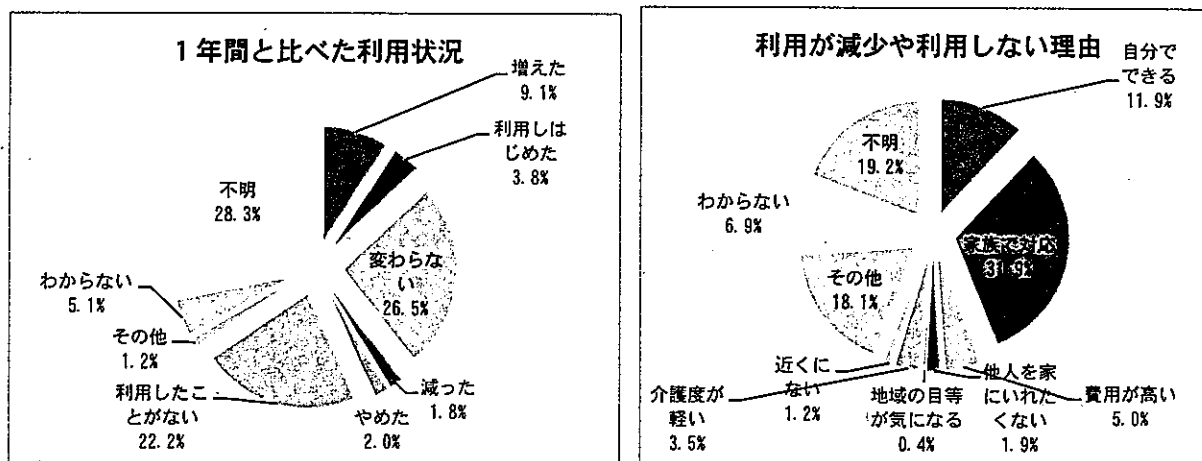 1年間と比べた利用状況
増えた
9.1%
利用しは
じめた
3.8%
変わらな
い
26.5%
減った
1.8%
やめた
2.0%
利用したこ
とがない
22.2%
その他
1.2%
わからない
5.1%
不明
28.3%
利用が減少や利用しない理由
自分で
できる
11.9%
家族で対応
31.9%
費用が高い
5.0%
他人を家
にいれた
くない
1.9%
地域の目等
が気になる
0.4%
介護度が
軽い
3.5%
近くに
ない
1.2%
その他
18.1%
わからない
6.9%
不明
19.2%